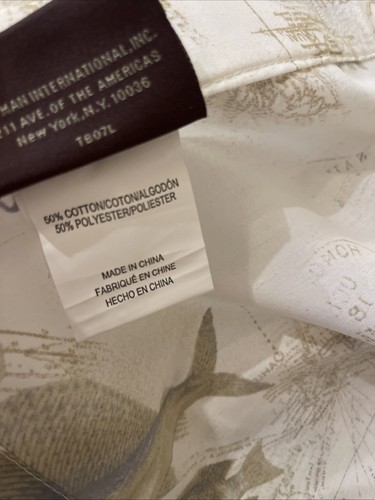 MAN INTERNATIONAL, INC.
11 AVE. OF THE AMERICAS
New York, N.Y. 10036
TB07L
50% COTTON/COTON/ALGODÓN
50% POLYESTER/POLIESTER
MADE IN CHINA
FABRIQUÉ EN CHINE
HECHO EN CHINA